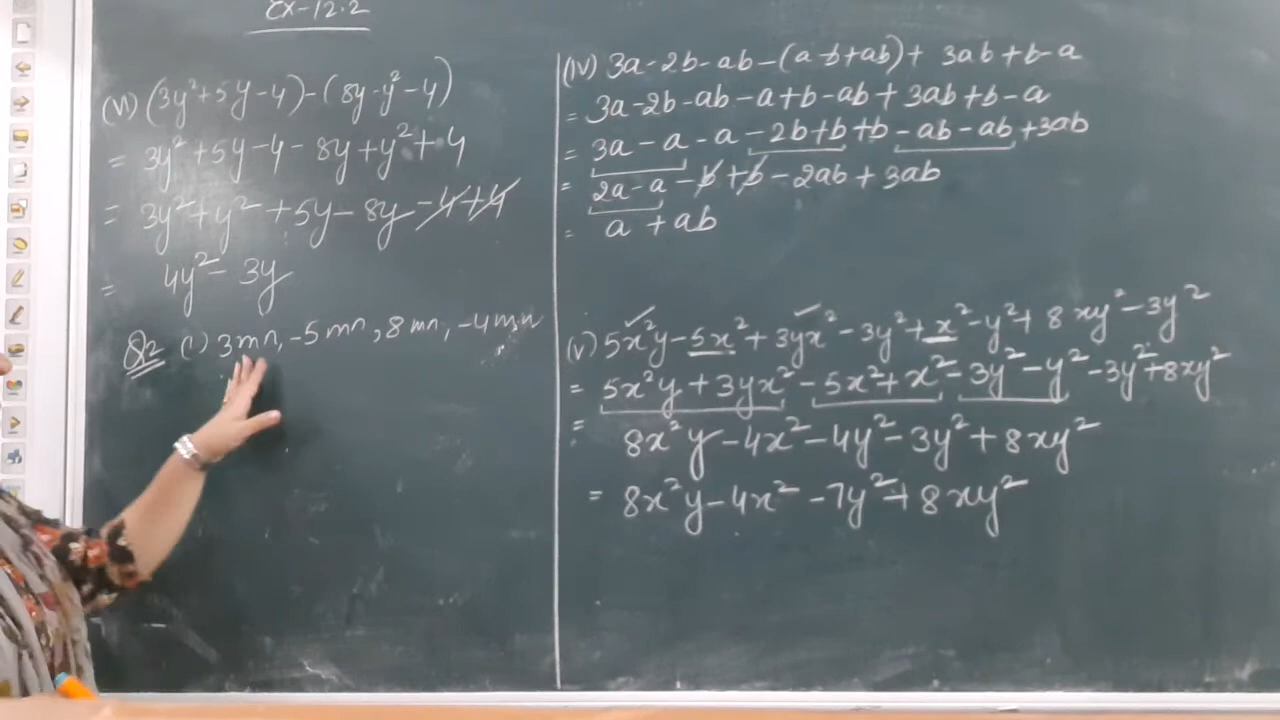 Ex-12.2
(vi) (3y²+5y-4)-(8y-y²-4)
= 3y²+5y-4-8y+y²+4
= 3y²+y²+5y-8y-4+4
= 4y²-3y
Q2 (i) 3mn, -5mn, 8mn, -4mn
(iv) 3a-2b-ab-(a-b+ab)+3ab+b-a
= 3a-2b-ab-a+b-ab+3ab+b-a
= 3a-a-a-2b+b+b-ab-ab+3ab
= 2a-a-b+b-2ab+3ab
= a+ab
(v) 5x²y-5x²+3yx²-3y²+x²-y²+8xy²-3y²
= 5x²y+3yx²-5x²+x²-3y²-y²-3y²+8xy²
= 8x²y-4x²-4y²-3y²+8xy²
= 8x²y-4x²-7y²+8xy²